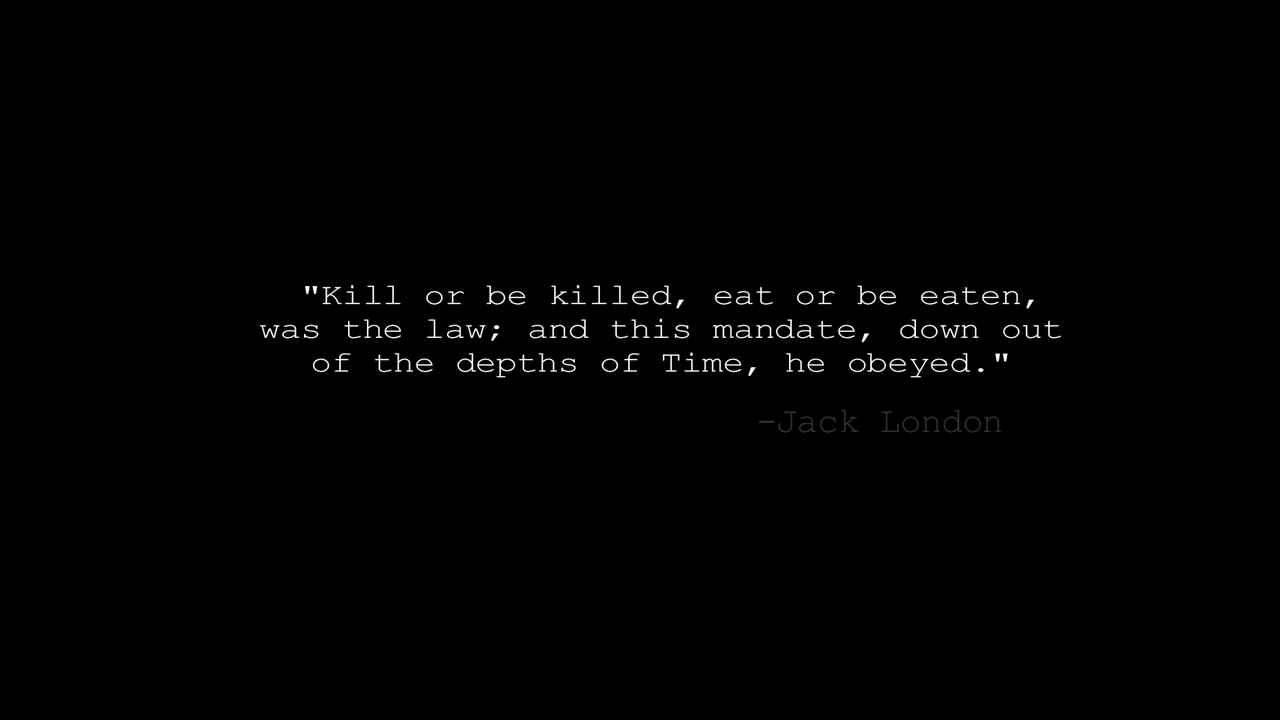 "Kill or be killed, eat or be eaten,
was the law; and this mandate, down out
of the depths of Time, he obeyed."
-Jack London